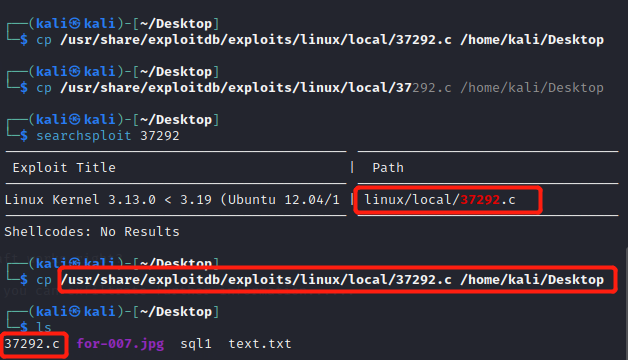 ┌──(kali㉿kali)-[~/Desktop]
└─$ cp /usr/share/exploitdb/exploits/linux/local/37292.c /home/kali/Desktop
┌──(kali㉿kali)-[~/Desktop]
└─$ cp /usr/share/exploitdb/exploits/linux/local/37292.c /home/kali/Desktop
┌──(kali㉿kali)-[~/Desktop]
└─$ searchsploit 37292
Exploit Title | Path
Linux Kernel 3.13.0 < 3.19 (Ubuntu 12.04/1 | linux/local/37292.c
Shellcodes: No Results
┌──(kali㉿kali)-[~/Desktop]
└─$ cp /usr/share/exploitdb/exploits/linux/local/37292.c /home/kali/Desktop
┌──(kali㉿kali)-[~/Desktop]
└─$ ls
37292.c for-007.jpg sql1 text.txt